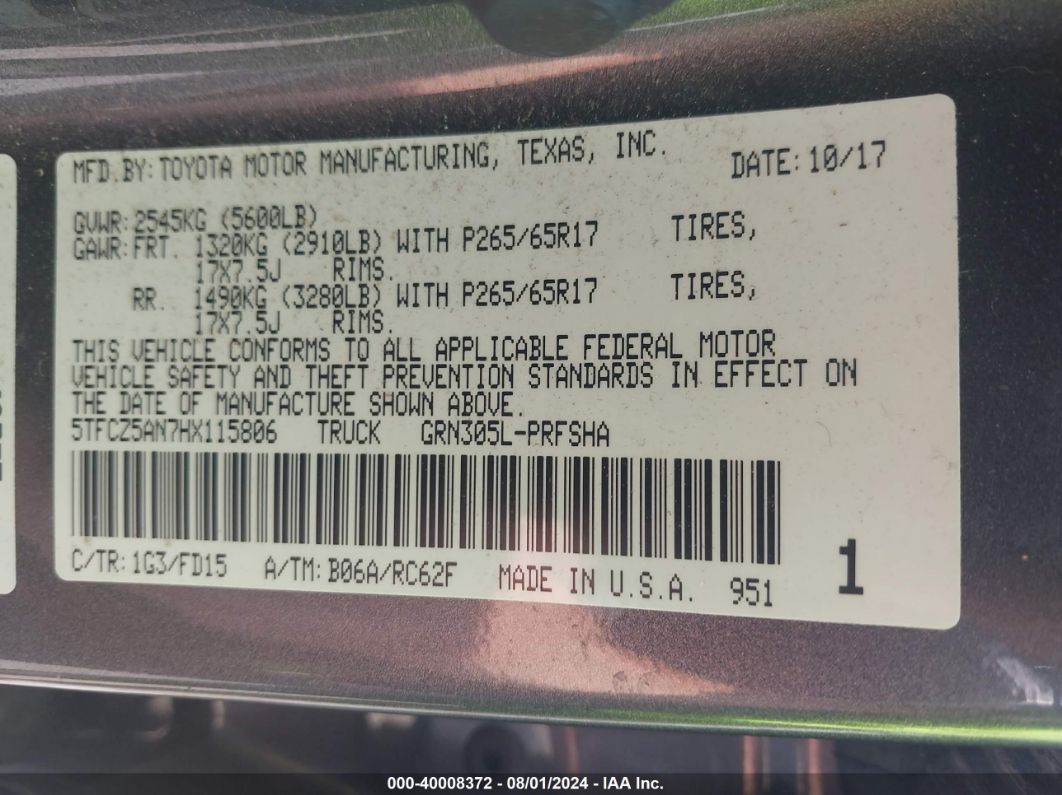 MFD.BY:TOYOTA MOTOR MANUFACTURING, TEXAS, INC. DATE:10/17
GVWR:2545KG (5600LB)
GAWR:FRT. 1320KG (2910LB) WITH P265/65R17 TIRES,
17X7.5J RIMS.
RR. 1490KG (3280LB) WITH P265/65R17 TIRES,
17X7.5J RIMS.
THIS VEHICLE CONFORMS TO ALL APPLICABLE FEDERAL MOTOR
VEHICLE SAFETY AND THEFT PREVENTION STANDARDS IN EFFECT ON
THE DATE OF MANUFACTURE SHOWN ABOVE.
5TFCZ5AN7HX115806 TRUCK GRN305L-PRFSHA
C/TR:1G3/FD15 A/TM:B06A/RC62F MADE IN U.S.A. 951 1
000-40008372 - 08/01/2024 - IAA Inc.